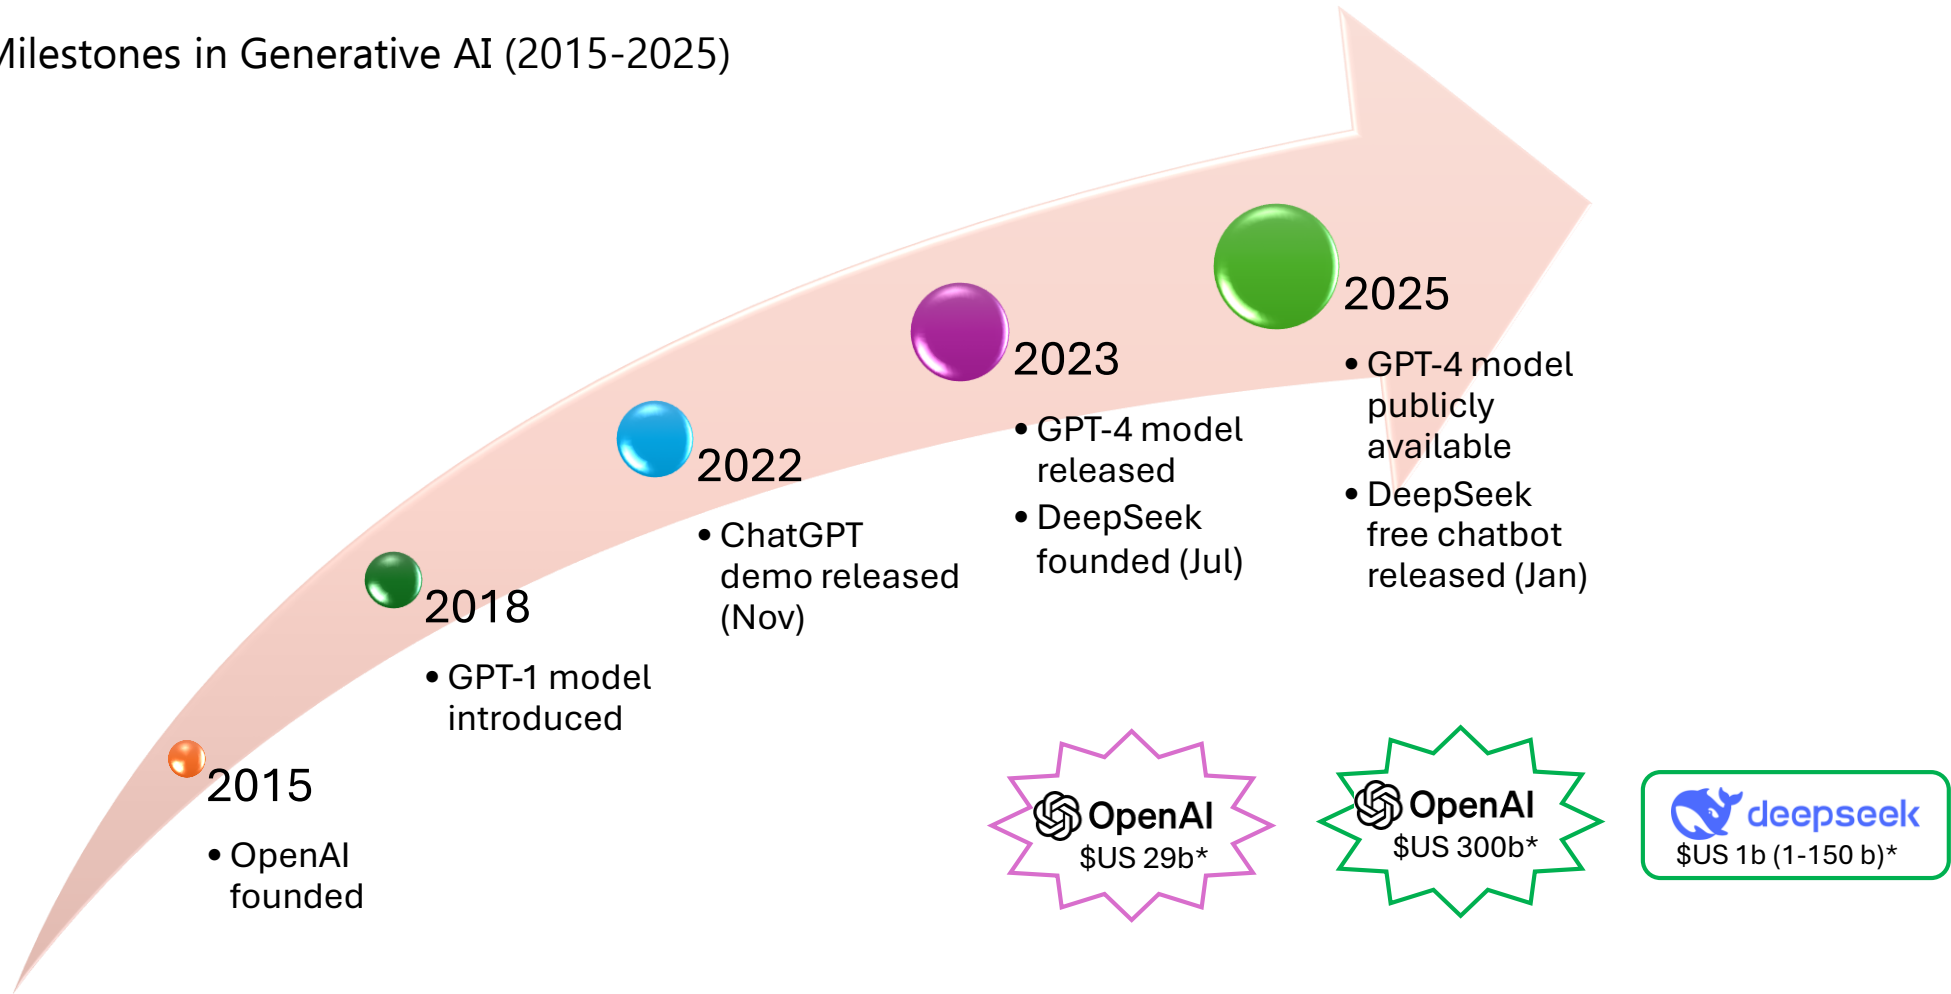 Milestones in Generative AI (2015-2025)
2015
• OpenAI
founded
2018
• GPT-1 model
introduced
2022
• ChatGPT
demo released
(Nov)
2023
• GPT-4 model
released
• DeepSeek
founded (Jul)
2025
• GPT-4 model
publicly
available
• DeepSeek
free chatbot
released (Jan)
OpenAI
$US 29b*
OpenAI
$US 300b*
deepseek
$US 1b (1-150 b)*